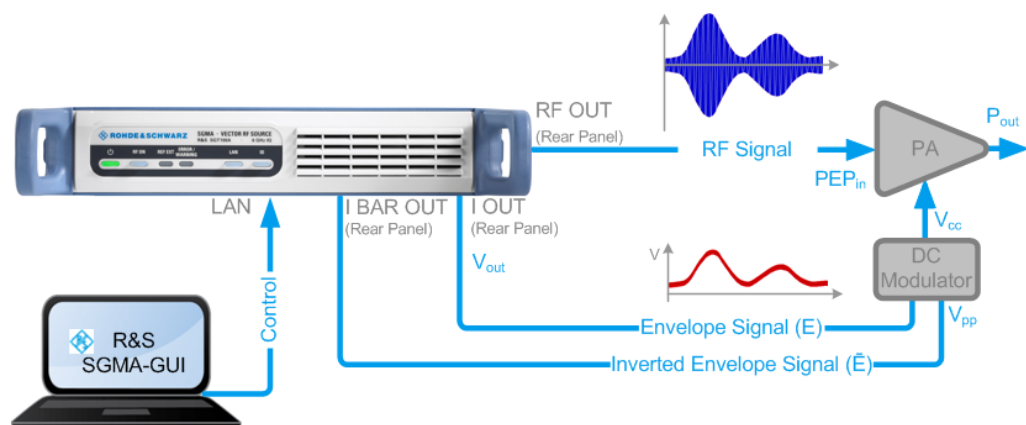 ROHDE&SCHWARZ
SGMA - VECTOR RF SOURCE
RF ON
REF EXT
ERROR / WARNING
LAN
RF OUT
(Rear Panel)
RF Signal
PEPin
PA
Pout
Vcc
DC
Modulator
Vpp
LAN
I BAR OUT
(Rear Panel)
I OUT
(Rear Panel)
Vout
V
Envelope Signal (E)
Inverted Envelope Signal (Ē)
Control
R&S
SGMA-GUI